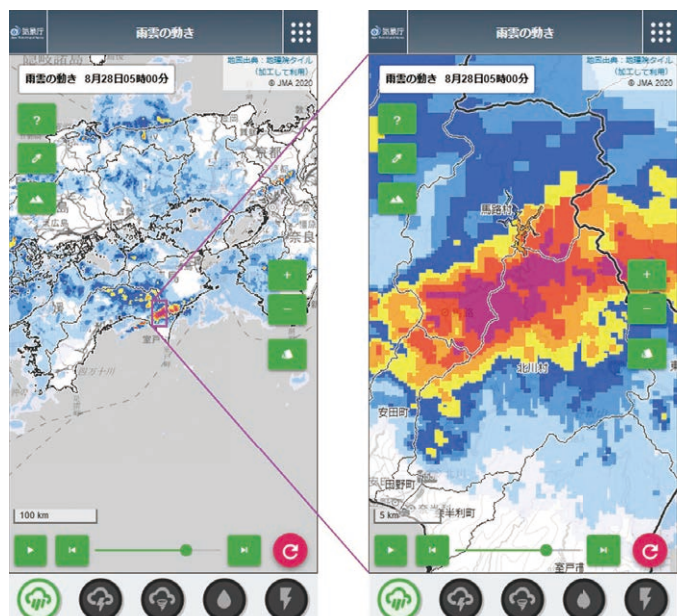 気象庁
雨雲の動き
地図出典：地理院タイル
（加工して利用）
© JMA 2020
雨雲の動き 8月28日05時00分
?
京都
奈良
広島
室戸
四万十川
+
−
100 km
気象庁
雨雲の動き
地図出典：地理院タイル
（加工して利用）
© JMA 2020
雨雲の動き 8月28日05時00分
?
馬路村
+
−
北川村
安田町
田野町
奈半利町
5 km
室戸市